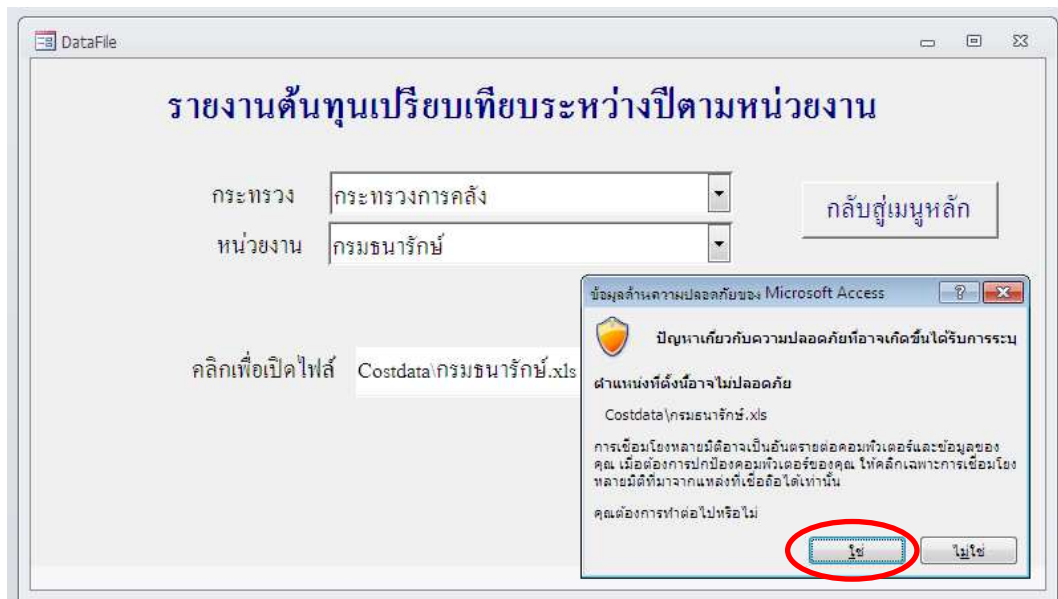 DataFile
รายงานต้นทุนเปรียบเทียบระหว่างปีตามหน่วยงาน
กระทรวง กระทรวงการคลัง
กลับสู่เมนูหลัก
หน่วยงาน กรมธนารักษ์
คลิกเพื่อเปิดไฟล์ Costdata\กรมธนารักษ์.xls
ข้อมูลด้านความปลอดภัยของ Microsoft Access
ปัญหาเกี่ยวกับความปลอดภัยที่อาจเกิดขึ้นได้รับการระบุ
ตำแหน่งที่ตั้งนี้อาจไม่ปลอดภัย
Costdata\กรมธนารักษ์.xls
การเชื่อมโยงหลายมิติอาจเป็นอันตรายต่อคอมพิวเตอร์และข้อมูลของ
คุณ เมื่อต้องการปกป้องคอมพิวเตอร์ของคุณ ให้คลิกเฉพาะการเชื่อมโยง
หลายมิติที่มาจากแหล่งที่เชื่อถือได้เท่านั้น
คุณต้องการทำต่อไปหรือไม่
ใช่ ไม่ใช่